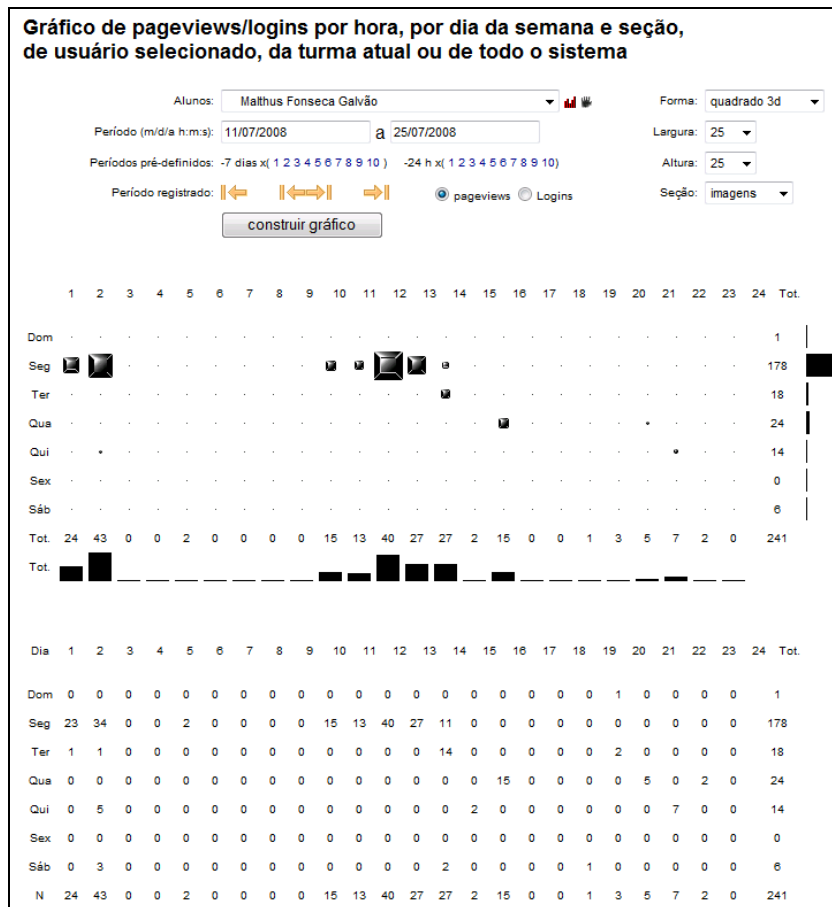 Gráfico de pageviews/logins por hora, por dia da semana e seção,
de usuário selecionado, da turma atual ou de todo o sistema
Alunos: Malthus Fonseca Galvão Forma: quadrado 3d
Período (m/d/a h:m:s): 11/07/2008 a 25/07/2008 Largura: 25
Períodos pré-definidos: -7 dias x( 1 2 3 4 5 6 7 8 9 10 ) -24 h x( 1 2 3 4 5 6 7 8 9 10) Altura: 25
Período registrado: pageviews Logins Seção: imagens
construir gráfico
1 2 3 4 5 6 7 8 9 10 11 12 13 14 15 16 17 18 19 20 21 22 23 24 Tot.
Dom 1
Seg 178
Ter 18
Qua 24
Qui 14
Sex 0
Sáb 6
Tot. 24 43 0 0 2 0 0 0 0 15 13 40 27 27 2 15 0 0 1 3 5 7 2 0 241
Tot.
Dia 1 2 3 4 5 6 7 8 9 10 11 12 13 14 15 16 17 18 19 20 21 22 23 24 Tot.
Dom 0 0 0 0 0 0 0 0 0 0 0 0 0 0 0 0 0 0 0 1 0 0 0 0 1
Seg 23 34 0 0 2 0 0 0 0 15 13 40 27 11 0 0 0 0 0 0 0 0 0 0 178
Ter 1 1 0 0 0 0 0 0 0 0 0 0 0 14 0 0 0 0 0 2 0 0 0 0 18
Qua 0 0 0 0 0 0 0 0 0 0 0 0 0 0 0 15 0 0 0 0 5 0 2 0 24
Qui 0 5 0 0 0 0 0 0 0 0 0 0 0 0 2 0 0 0 0 0 0 7 0 0 14
Sex 0 0 0 0 0 0 0 0 0 0 0 0 0 0 0 0 0 0 0 0 0 0 0 0 0
Sáb 0 3 0 0 0 0 0 0 0 0 0 0 0 2 0 0 0 0 1 0 0 0 0 0 6
N 24 43 0 0 2 0 0 0 0 15 13 40 27 27 2 15 0 0 1 3 5 7 2 0 241